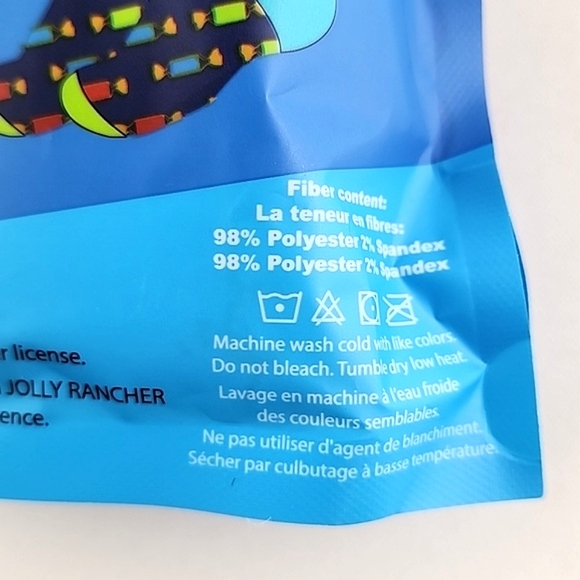 Fiber content:
La teneur en fibres:
98% Polyester 2% Spandex
98% Polyester 2% Spandex
Machine wash cold with like colors.
Do not bleach. Tumble dry low heat.
Lavage en machine à l'eau froide
des couleurs semblables.
Ne pas utiliser d'agent de blanchiment.
Sécher par culbutage à basse température.
license.
JOLLY RANCHER